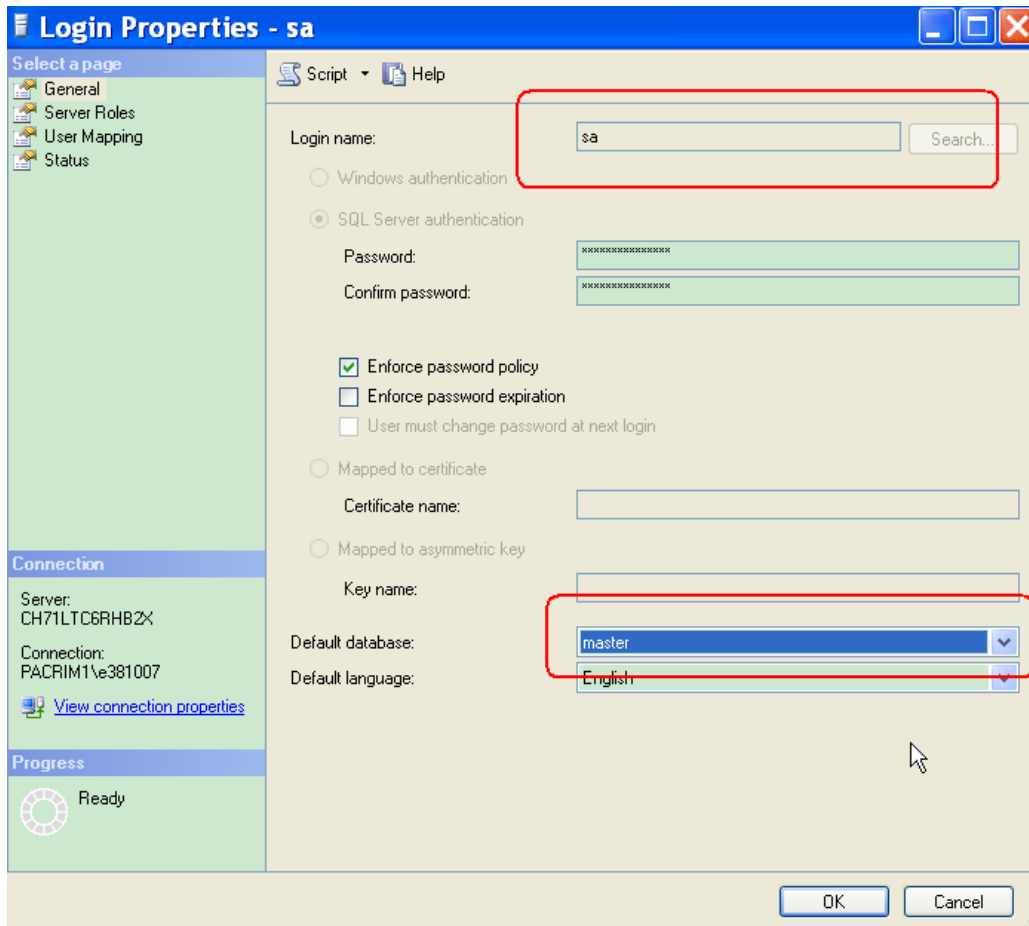 Login Properties - sa
Select a page
General
Server Roles
User Mapping
Status
Connection
Server:
CH71LTC6RHB2X
Connection:
PACRIM1\e381007
View connection properties
Progress
Ready
Script Help
Login name: sa Search...
Windows authentication
SQL Server authentication
Password: ***************
Confirm password: ***************
Enforce password policy
Enforce password expiration
User must change password at next login
Mapped to certificate
Certificate name:
Mapped to asymmetric key
Key name:
Default database: master
Default language: English
OK Cancel